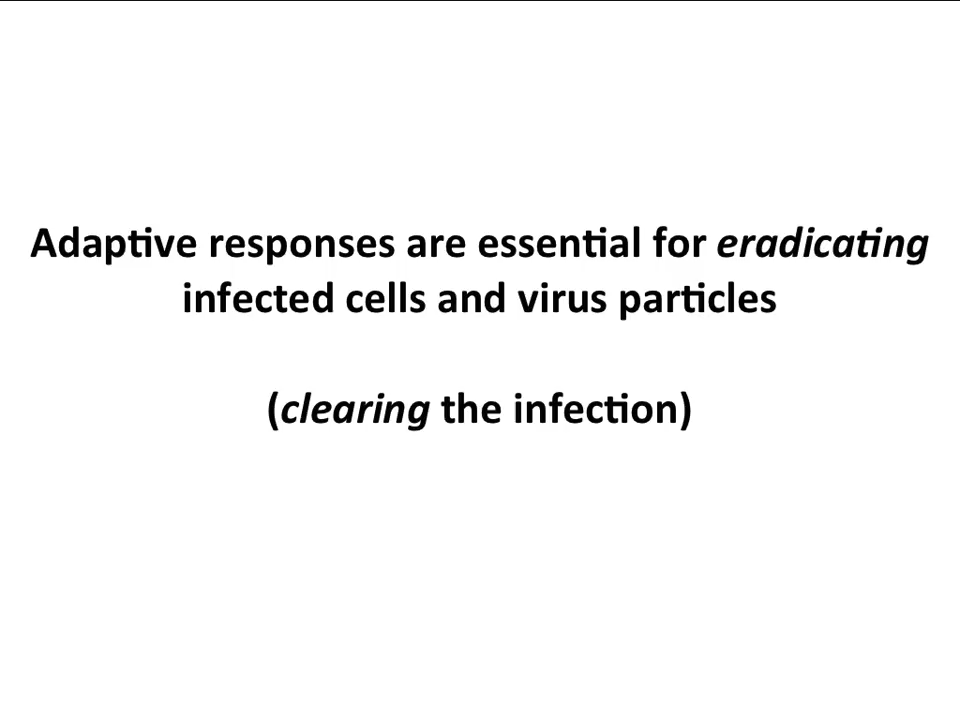 Adaptive responses are essential for eradicating
infected cells and virus particles
(clearing the infection)